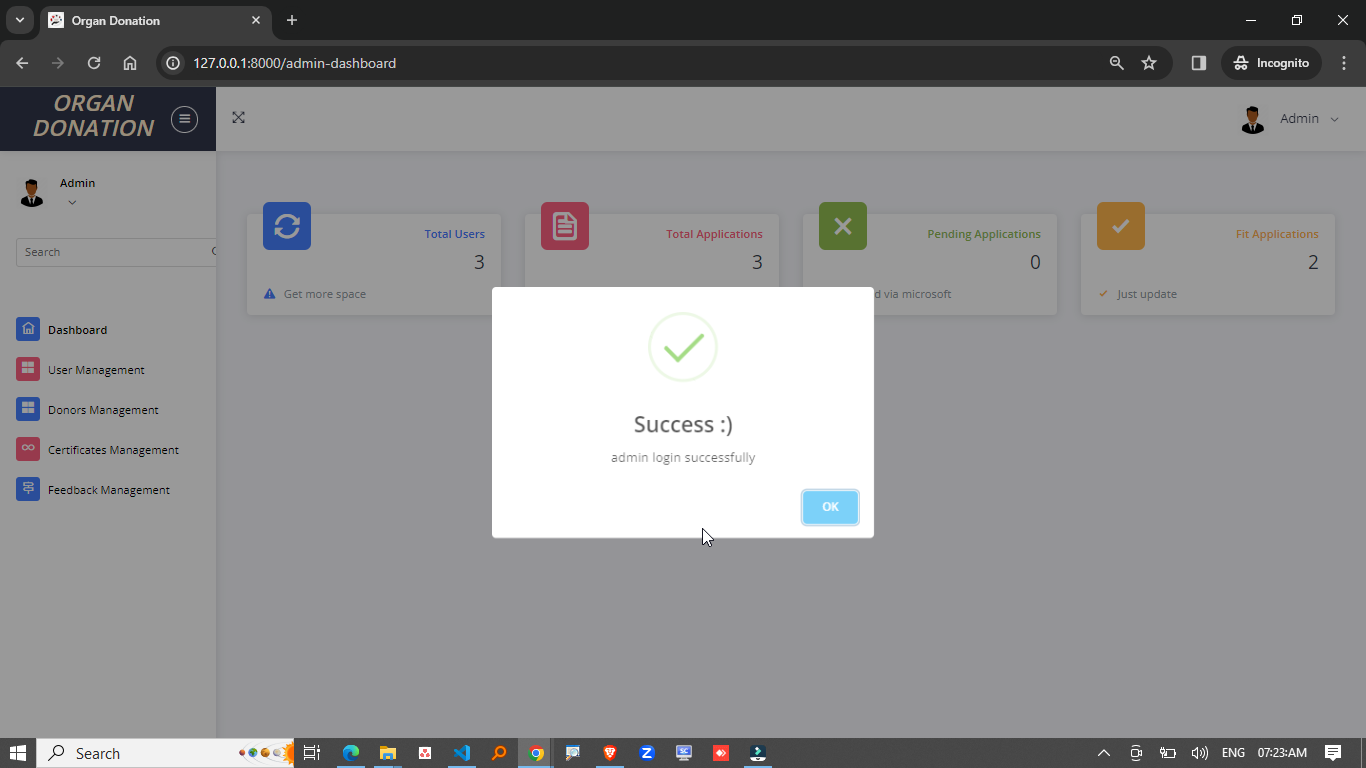 Organ Donation
127.0.0.1:8000/admin-dashboard
Incognito
ORGAN
DONATION
Admin
Admin
Search
Dashboard
User Management
Donors Management
Certificates Management
Feedback Management
Total Users
3
Get more space
Total Applications
3
Pending Applications
0
d via microsoft
Fit Applications
2
Just update
Success :)
admin login successfully
OK
Search
ENG
07:23:AM